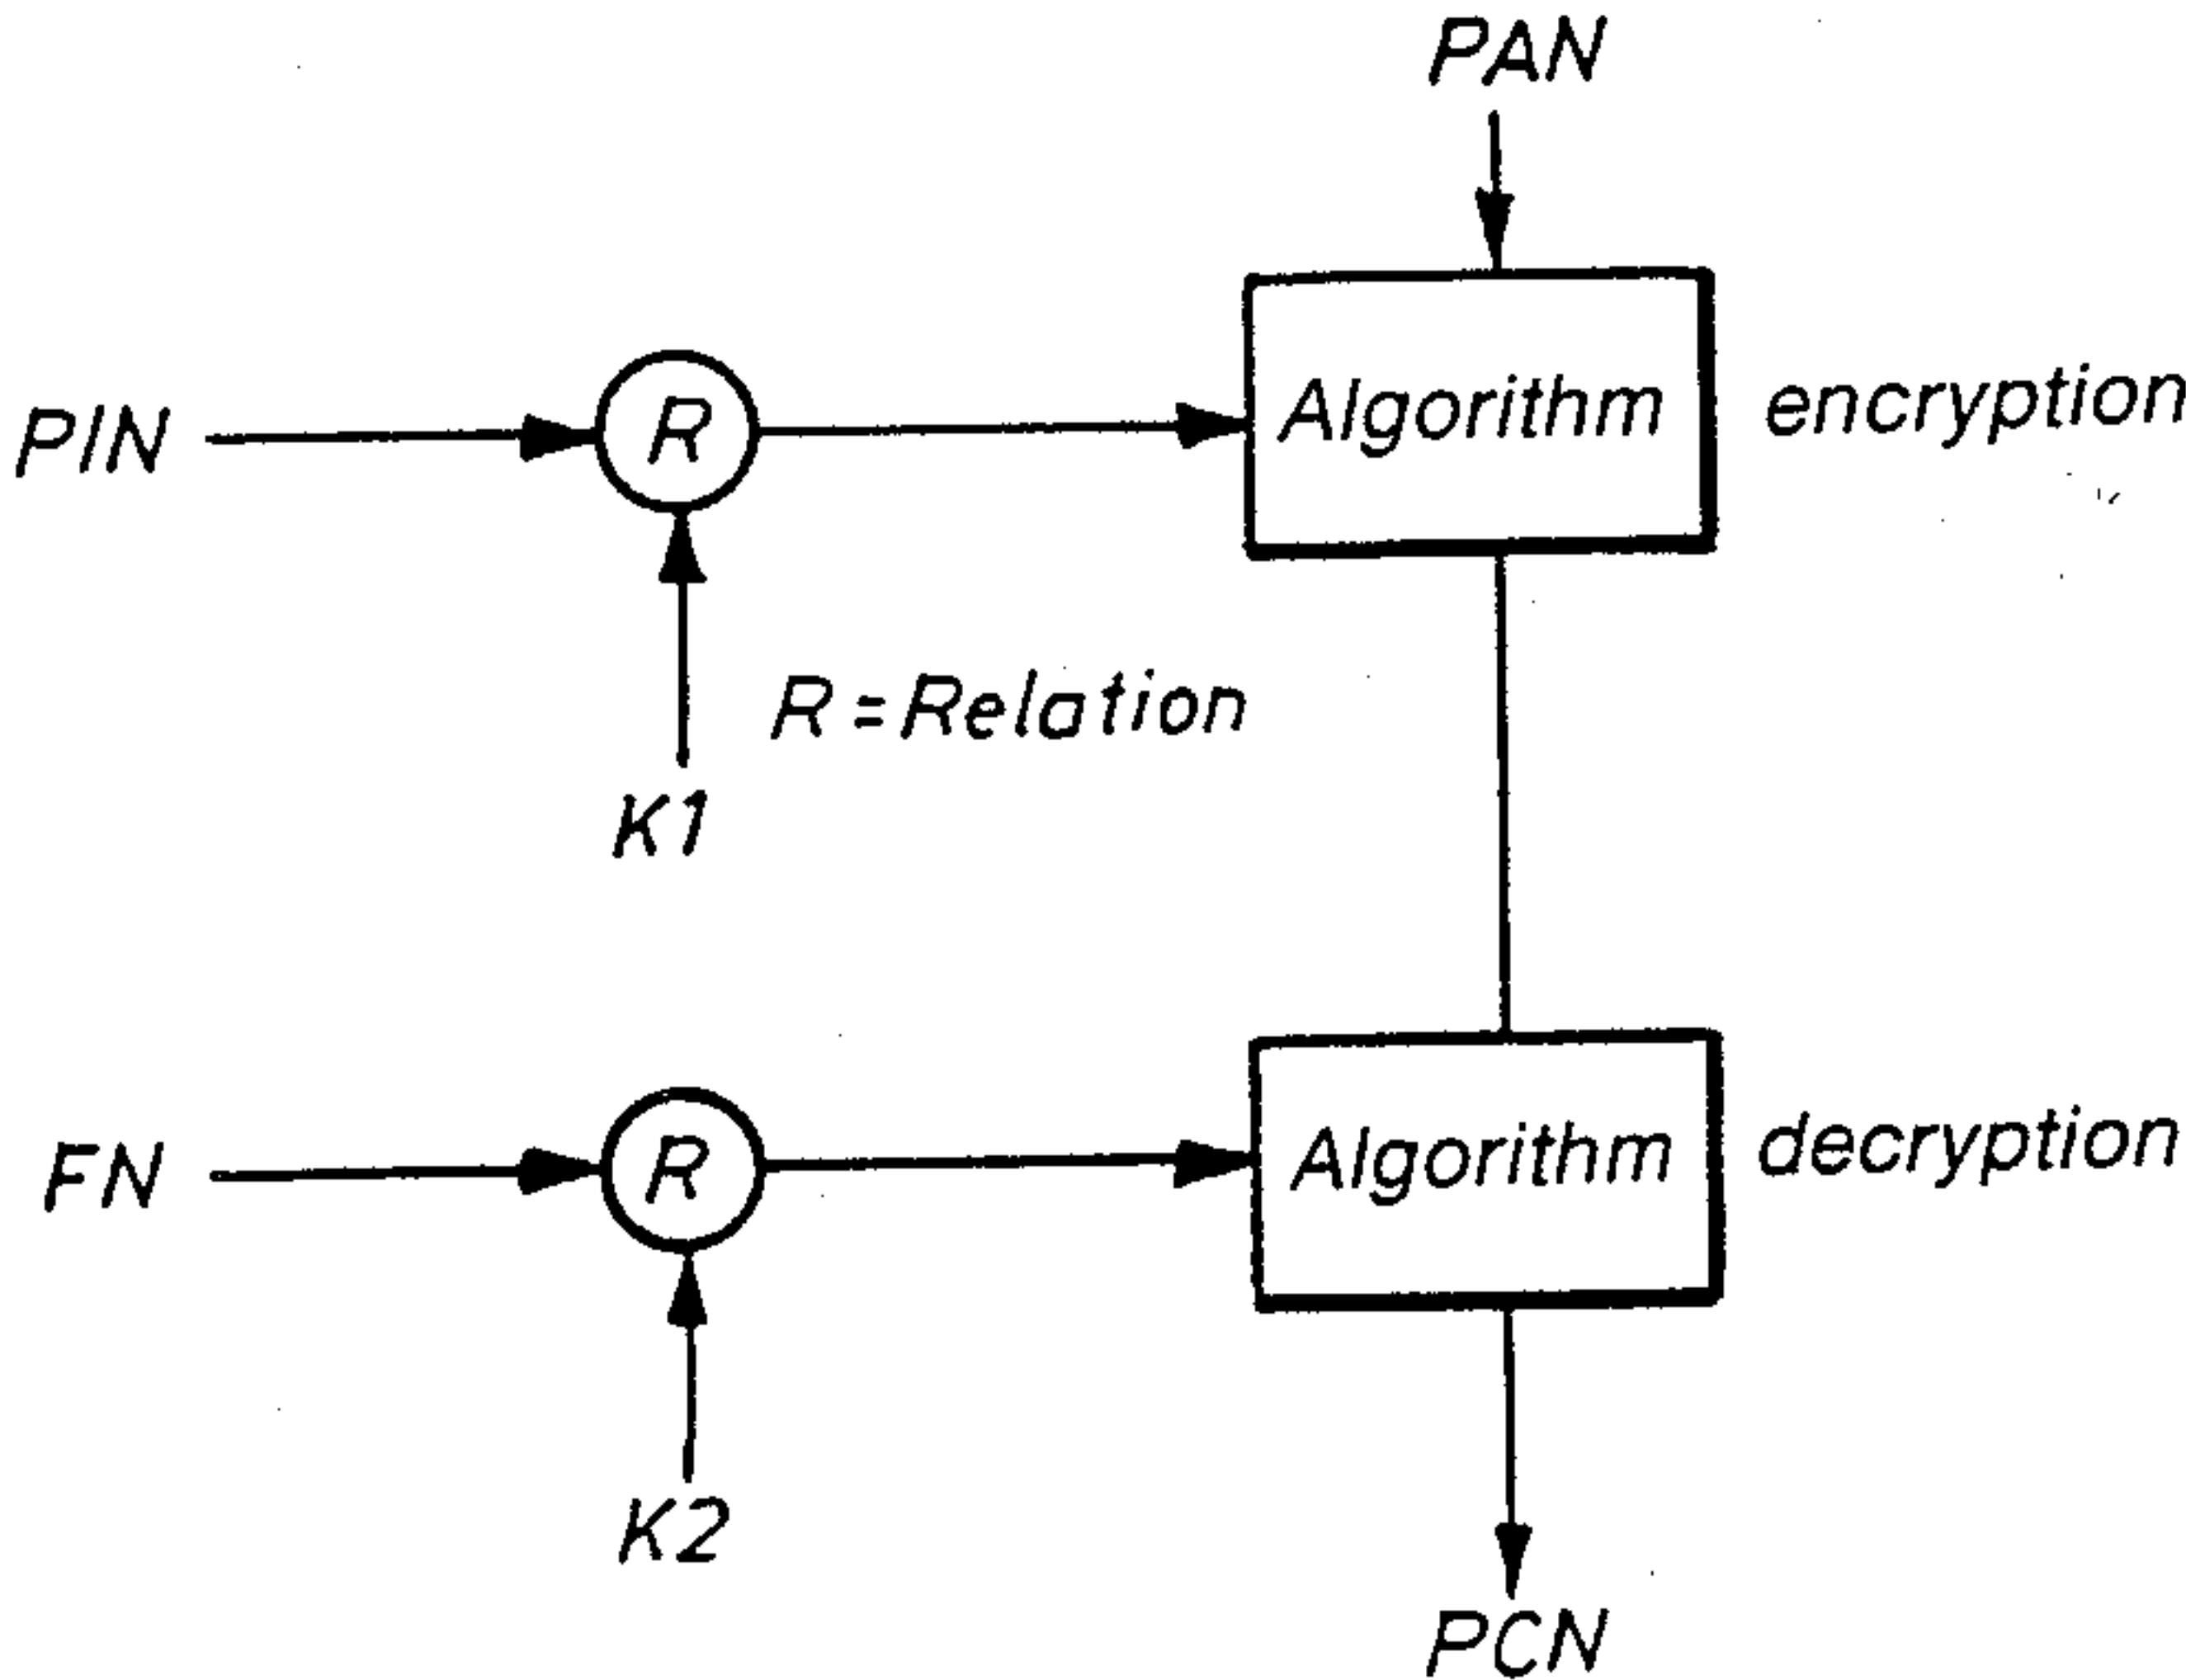 PAN
PIN
R
Algorithm
encryption
R=Relation
K1
FN
R
Algorithm
decryption
K2
PCN